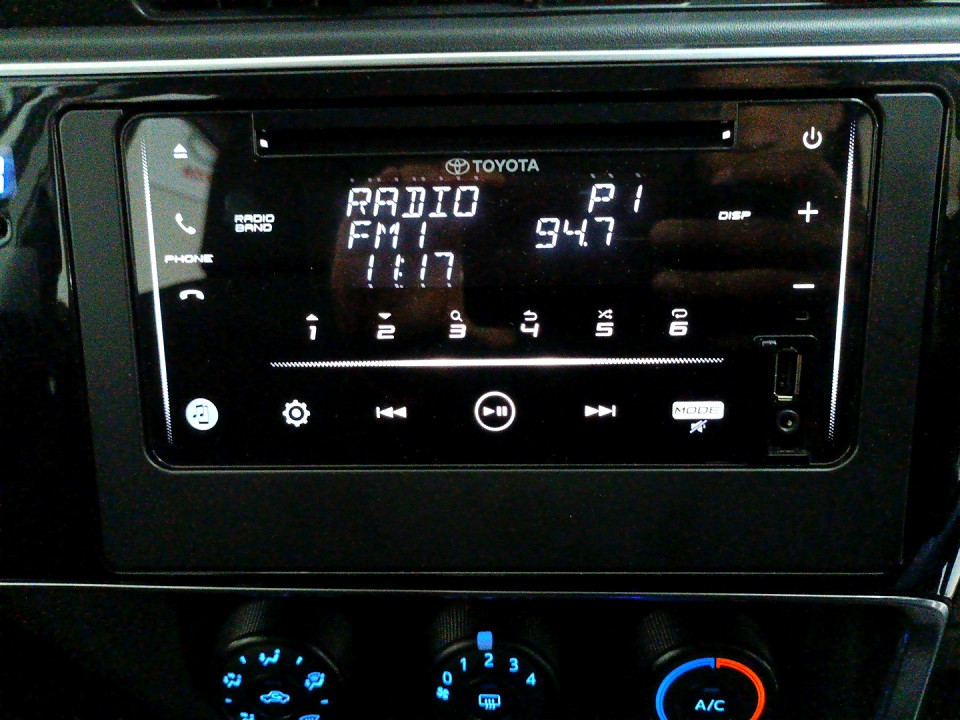 TOYOTA
RADIO P1
RADIO BAND
DISP
FM1 94.7
PHONE
11:17
1 2 3 4 5 6
MODE
0 1 2 3 4
A/C